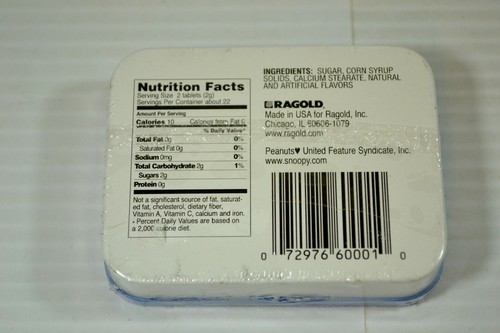 Nutrition Facts
Serving Size 2 tablets (2g)
Servings Per Container about 22
Amount Per Serving
Calories 10 Calories from Fat 0
% Daily Value*
Total Fat 0g 0%
Saturated Fat 0g 0%
Sodium 0mg 0%
Total Carbohydrate 2g 1%
Sugars 2g
Protein 0g
Not a significant source of fat, saturat-
ed fat, cholesterol, dietary fiber,
Vitamin A, Vitamin C, calcium and iron.
* Percent Daily Values are based on
a 2,000 calorie diet.
INGREDIENTS: SUGAR, CORN SYRUP
SOLIDS, CALCIUM STEARATE, NATURAL
AND ARTIFICIAL FLAVORS
RAGOLD
Made in USA for Ragold, Inc.
Chicago, IL 60606-1079
www.ragold.com
Peanuts♥ United Feature Syndicate, Inc.
www.snoopy.com
0 72976 60001 0